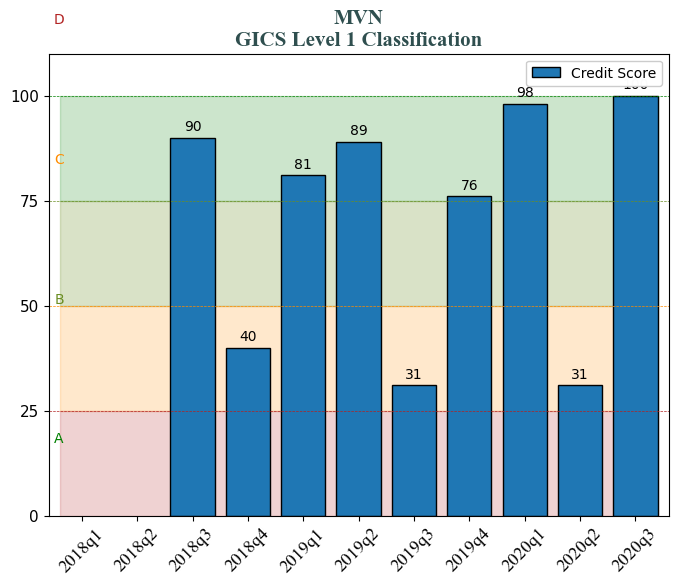 D
MVN
GICS Level 1 Classification
Credit Score
100
98
90
89
81
C
75
76
B
50
40
31
31
25
A
0
2018q1
2018q2
2018q3
2018q4
2019q1
2019q2
2019q3
2019q4
2020q1
2020q2
2020q3